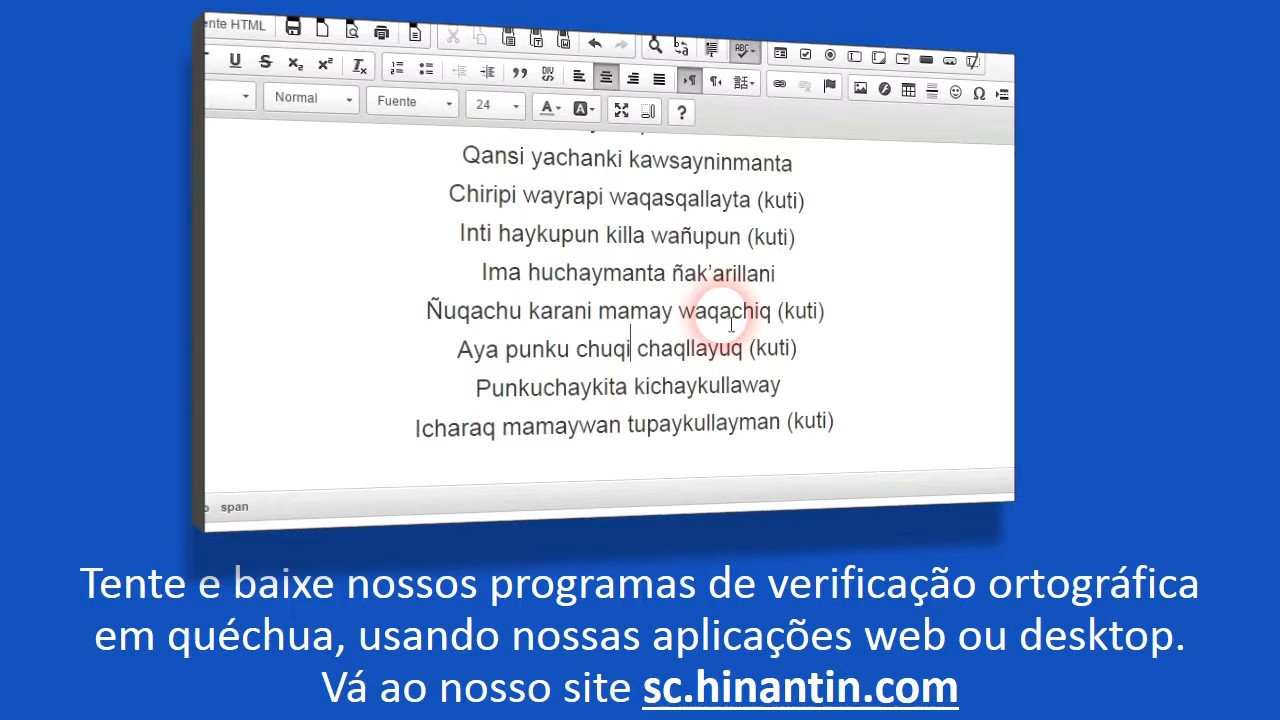 ente HTML
Normal
Fuente
24
Qansi yachanki kawsayninmanta
Chiripi wayrapi waqasqallayta (kuti)
Inti haykupun killa wañupun (kuti)
Ima huchaymanta ñak'arillani
Ñuqachu karani mamay waqachiq (kuti)
Aya punku chuqi chaqllayuq (kuti)
Punkuchaykita kichaykullaway
Icharaq mamaywan tupaykullayman (kuti)
span
Tente e baixe nossos programas de verificação ortográfica
em quéchua, usando nossas aplicações web ou desktop.
Vá ao nosso site sc.hinantin.com